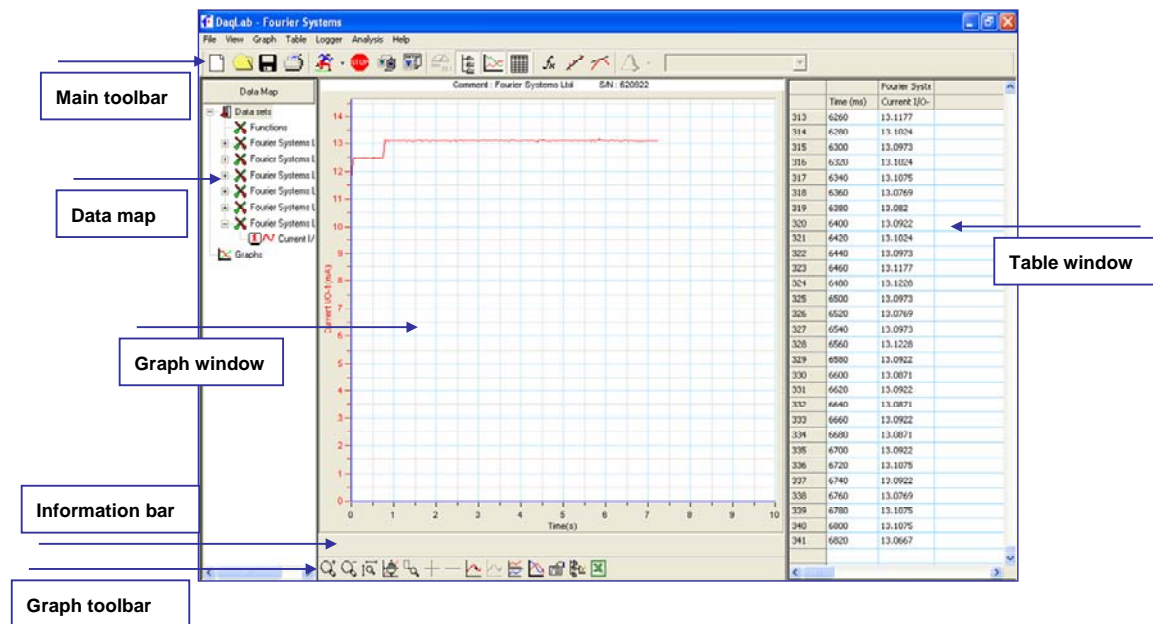 DaqLab - Fourier Systems
File View Graph Table Logger Analysis Help
STOP
Main toolbar
Data Map
Data sets
Functions
Fourier Systems L
Fourier Systems L
Fourier Systems L
Fourier Systems L
Fourier Systems L
Fourier Systems L
Current I/
Graphs
Data map
Comment : Fourier Systems Ltd S/N : 620822
Current I/O-1(mA)
14
13
12
11
10
9
8
7
6
5
4
3
2
1
0
0 1 2 3 4 5 6 7 8 9 10
Time(s)
Graph window
Information bar
Graph toolbar
Fourier Syste
Time (ms) Current I/O-
313 6260 13.1177
314 6280 13.1024
315 6300 13.0973
316 6320 13.1024
317 6340 13.1075
318 6360 13.0769
319 6380 13.082
320 6400 13.0922
321 6420 13.1024
322 6440 13.0973
323 6460 13.1177
324 6480 13.1228
325 6500 13.0973
326 6520 13.0769
327 6540 13.0973
328 6560 13.1228
329 6580 13.0922
330 6600 13.0871
331 6620 13.0922
332 6640 13.0871
333 6660 13.0922
334 6680 13.0871
335 6700 13.0922
336 6720 13.1075
337 6740 13.0922
338 6760 13.0769
339 6780 13.1075
340 6800 13.1075
341 6820 13.0667
Table window